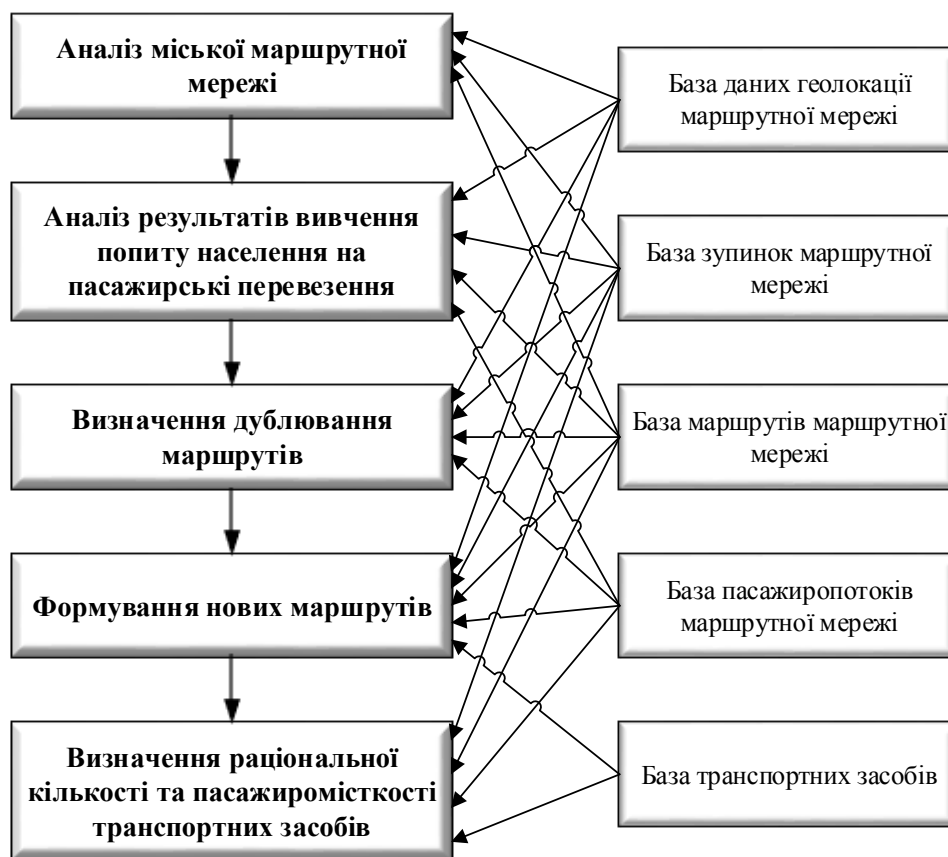 Аналіз міської маршрутної
мережі
Аналіз результатів вивчення
попиту населення на
пасажирські перевезення
Визначення дублювання
маршрутів
Формування нових маршрутів
Визначення раціональної
кількості та пасажиромісткості
транспортних засобів
База даних геолокації
маршрутної мережі
База зупинок маршрутної
мережі
База маршрутів маршрутної
мережі
База пасажиропотоків
маршрутної мережі
База транспортних засобів